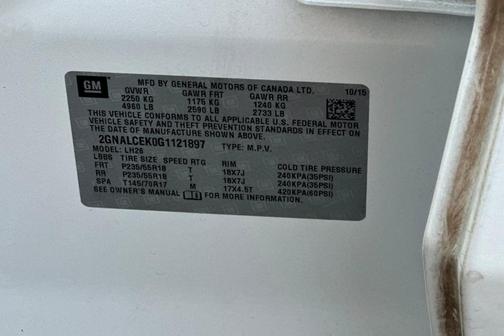 GM
MFD BY GENERAL MOTORS OF CANADA LTD. 10/15
GVWR GAWR FRT GAWR RR
2250 KG 1175 KG 1240 KG
4960 LB 2590 LB 2733 LB
THIS VEHICLE CONFORMS TO ALL APPLICABLE U.S. FEDERAL MOTOR
VEHICLE SAFETY AND THEFT PREVENTION STANDARDS IN EFFECT ON
THE DATE OF MANUFACTURE SHOWN ABOVE.
2GNALCEK0G1121897 TYPE: M.P.V.
MODEL: LH26
LBBS TIRE SIZE SPEED RTG RIM COLD TIRE PRESSURE
FRT P235/55R18 T 18X7J 240KPA(35PSI)
RR P235/55R18 T 18X7J 240KPA(35PSI)
SPA T145/70R17 M 17X4.5T 420KPA(60PSI)
SEE OWNER'S MANUAL FOR MORE INFORMATION.